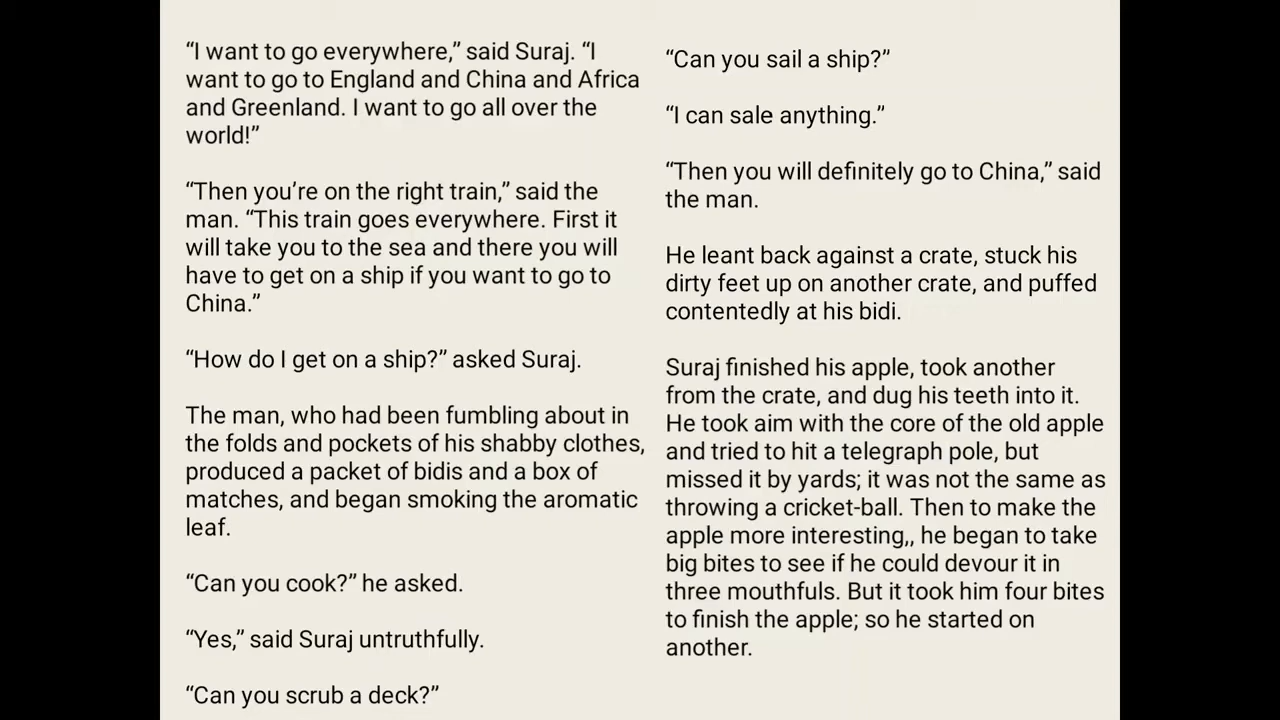 “I want to go everywhere,” said Suraj. “I
want to go to England and China and Africa
and Greenland. I want to go all over the
world!”
“Then you’re on the right train,” said the
man. “This train goes everywhere. First it
will take you to the sea and there you will
have to get on a ship if you want to go to
China.”
“How do I get on a ship?” asked Suraj.
The man, who had been fumbling about in
the folds and pockets of his shabby clothes,
produced a packet of bidis and a box of
matches, and began smoking the aromatic
leaf.
“Can you cook?” he asked.
“Yes,” said Suraj untruthfully.
“Can you scrub a deck?”
“Can you sail a ship?”
“I can sale anything.”
“Then you will definitely go to China,” said
the man.
He leant back against a crate, stuck his
dirty feet up on another crate, and puffed
contentedly at his bidi.
Suraj finished his apple, took another
from the crate, and dug his teeth into it.
He took aim with the core of the old apple
and tried to hit a telegraph pole, but
missed it by yards; it was not the same as
throwing a cricket-ball. Then to make the
apple more interesting,, he began to take
big bites to see if he could devour it in
three mouthfuls. But it took him four bites
to finish the apple; so he started on
another.